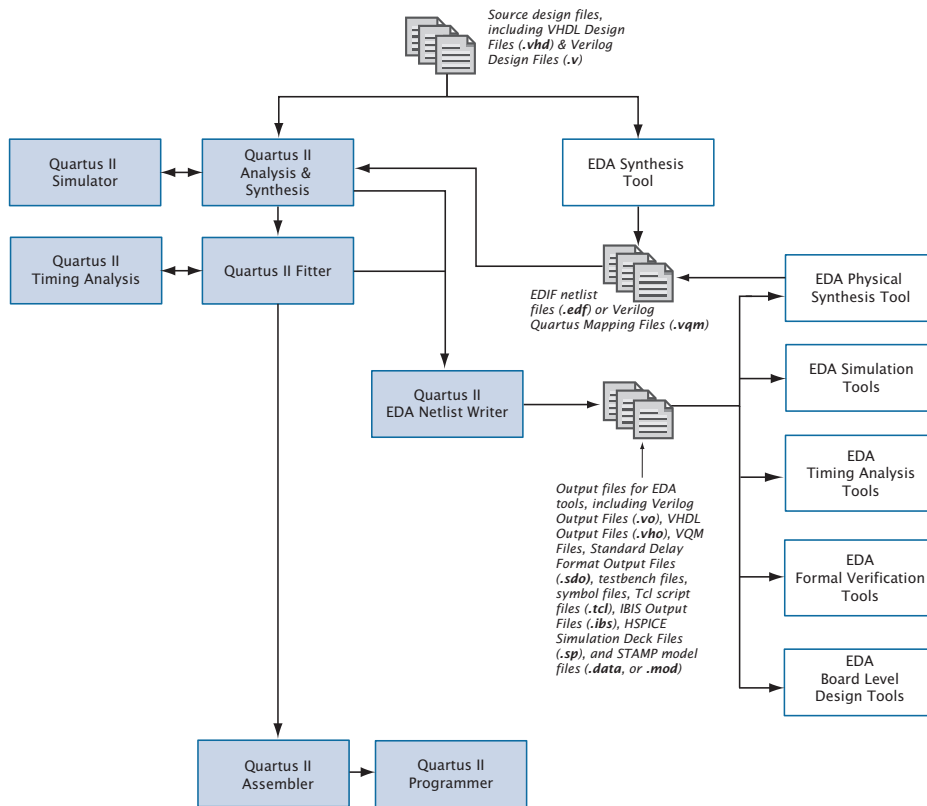 Source design files,
including VHDL Design
Files (.vhd) & Verilog
Design Files (.v)
Quartus II
Simulator
Quartus II
Analysis &
Synthesis
EDA Synthesis
Tool
Quartus II
Timing Analysis
Quartus II Fitter
EDIF netlist
files (.edf) or Verilog
Quartus Mapping Files (.vqm)
EDA Physical
Synthesis Tool
EDA Simulation
Tools
Quartus II
EDA Netlist Writer
EDA
Timing Analysis
Tools
Output files for EDA
tools, including Verilog
Output Files (.vo), VHDL
Output Files (.vho), VQM
Files, Standard Delay
Format Output Files
(.sdo), testbench files,
symbol files, Tcl script
files (.tcl), IBIS Output
Files (.ibs), HSPICE
Simulation Deck Files
(.sp), and STAMP model
files (.data, or .mod)
EDA
Formal Verification
Tools
EDA
Board Level
Design Tools
Quartus II
Assembler
Quartus II
Programmer